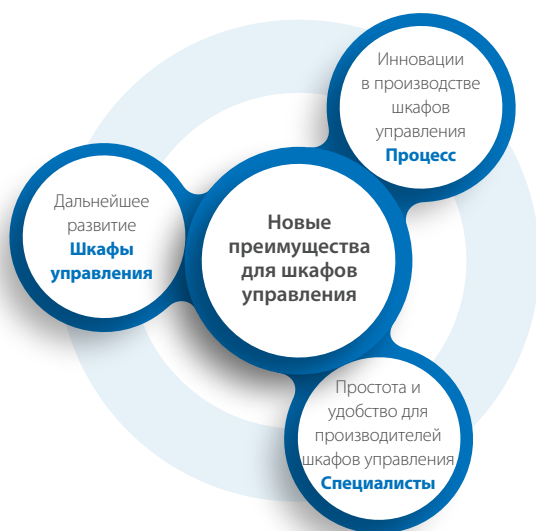 Инновации
в производстве
шкафов
управления
Процесс
Дальнейшее
развитие
Шкафы
управления
Новые
преимущества
для шкафов
управления
Простота и
удобство для
производителей
шкафов управления
Специалисты